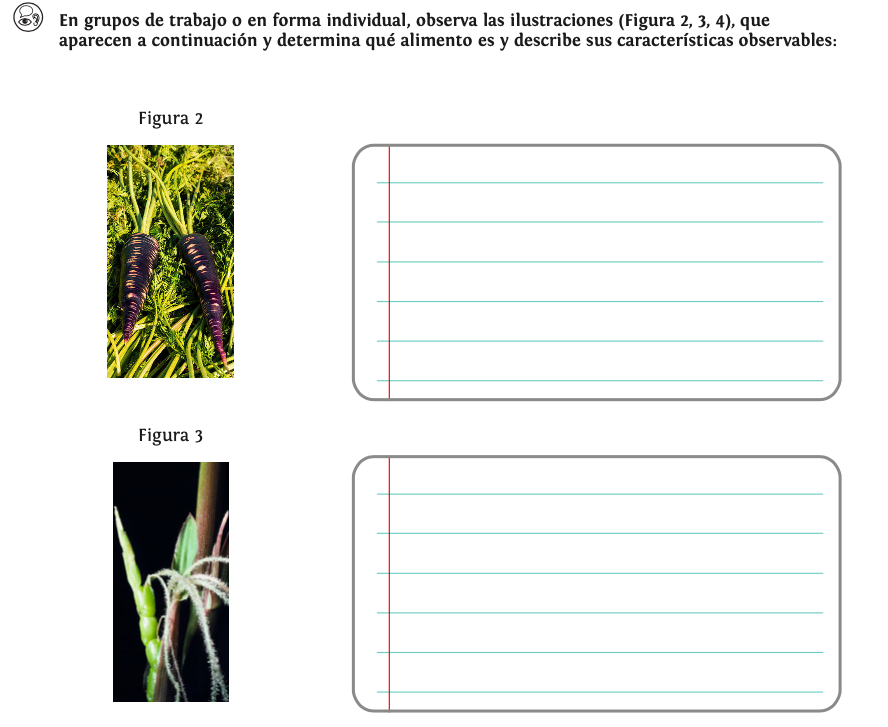 En grupos de trabajo o en forma individual, observa las ilustraciones (Figura 2, 3, 4), que
aparecen a continuación y determina qué alimento es y describe sus características observables:
Figura 2
Figura 3